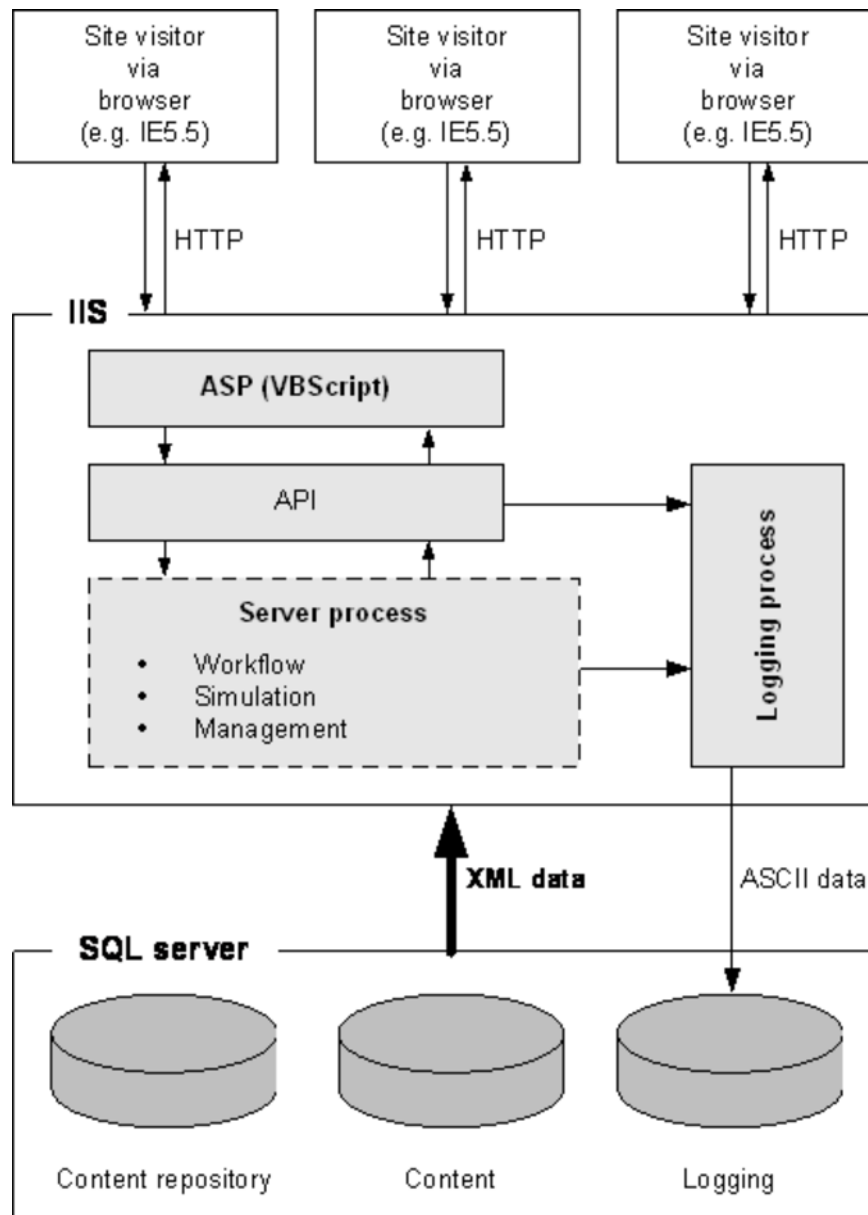 Site visitor
via
browser
(e.g. IE5.5)
Site visitor
via
browser
(e.g. IE5.5)
Site visitor
via
browser
(e.g. IE5.5)
HTTP
HTTP
HTTP
IIS
ASP (VBScript)
API
Server process
• Workflow
• Simulation
• Management
Logging process
XML data
ASCII data
SQL server
Content repository
Content
Logging